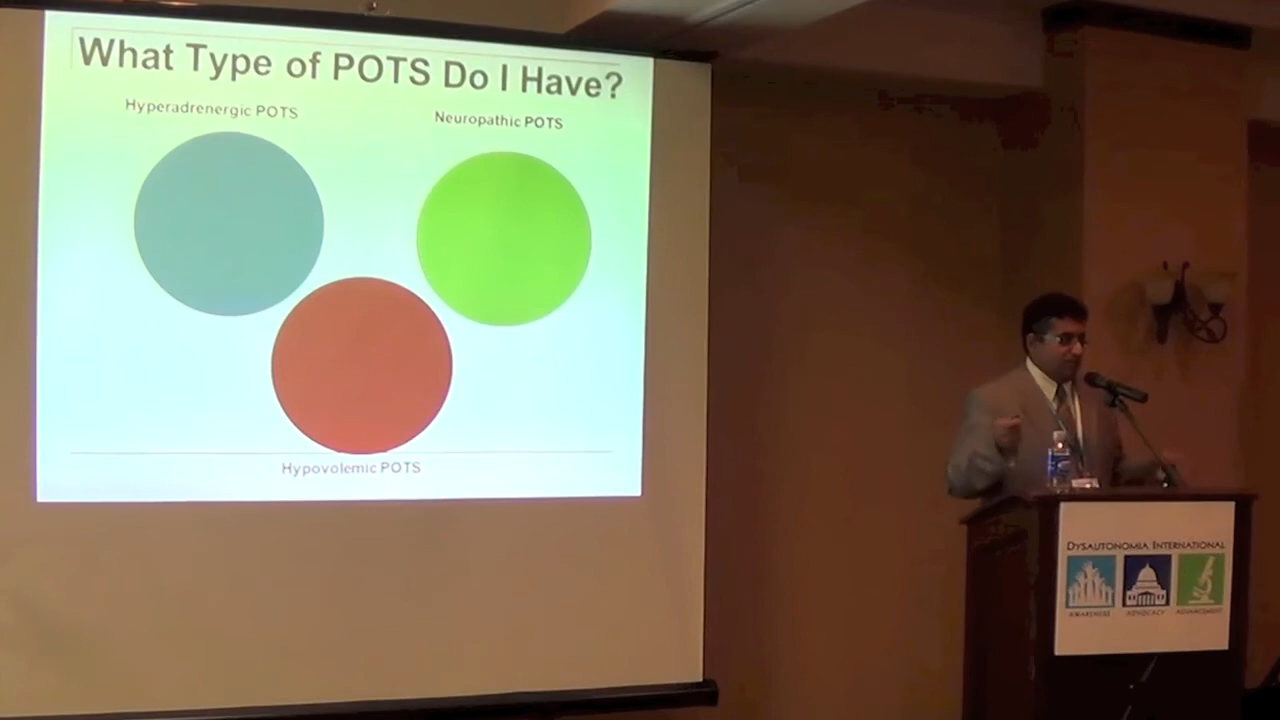 What Type of POTS Do I Have?
Hyperadrenergic POTS
Neuropathic POTS
Hypovolemic POTS
DYSAUTONOMIA INTERNATIONAL
AWARENESS ADVOCACY ADVANCEMENT